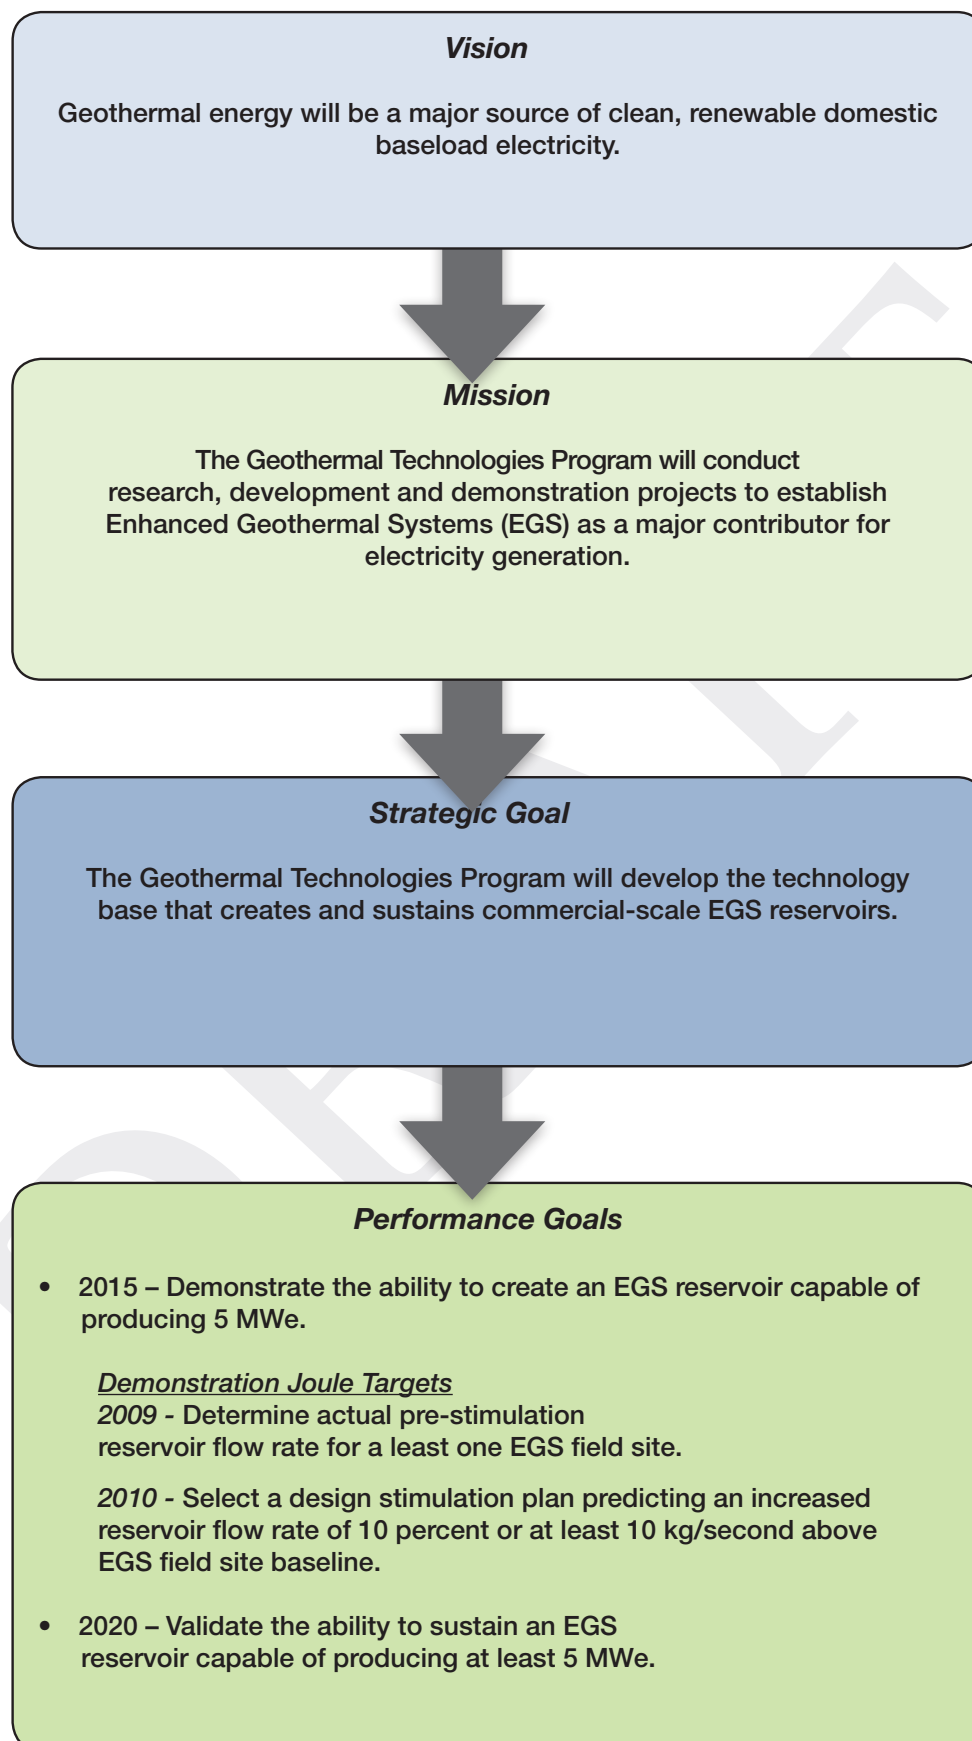 Vision
Geothermal energy will be a major source of clean, renewable domestic
baseload electricity.
Mission
The Geothermal Technologies Program will conduct
research, development and demonstration projects to establish
Enhanced Geothermal Systems (EGS) as a major contributor for
electricity generation.
Strategic Goal
The Geothermal Technologies Program will develop the technology
base that creates and sustains commercial-scale EGS reservoirs.
Performance Goals
• 2015 – Demonstrate the ability to create an EGS reservoir capable of
producing 5 MWe.
Demonstration Joule Targets
2009 - Determine actual pre-stimulation
reservoir flow rate for a least one EGS field site.
2010 - Select a design stimulation plan predicting an increased
reservoir flow rate of 10 percent or at least 10 kg/second above
EGS field site baseline.
• 2020 – Validate the ability to sustain an EGS
reservoir capable of producing at least 5 MWe.